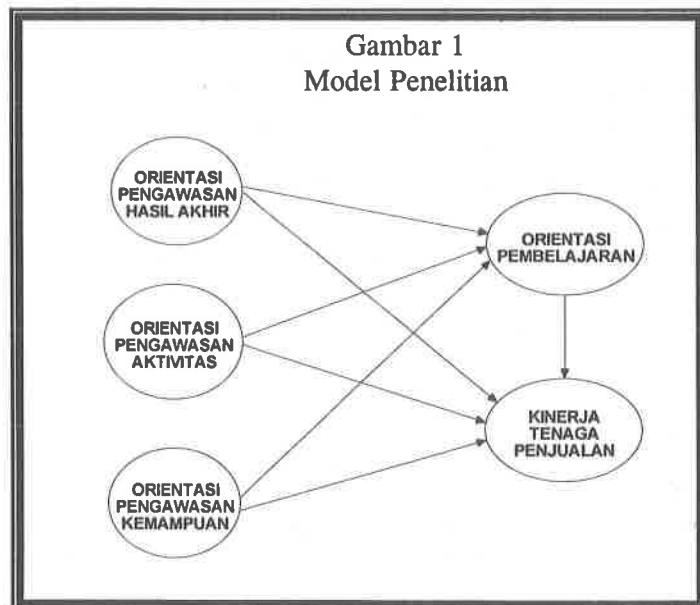 Gambar 1
Model Penelitian
ORIENTASI
PENGAWASAN
HASIL AKHIR
ORIENTASI
PEMBELAJARAN
ORIENTASI
PENGAWASAN
AKTIVITAS
KINERJA
TENAGA
PENJUALAN
ORIENTASI
PENGAWASAN
KEMAMPUAN